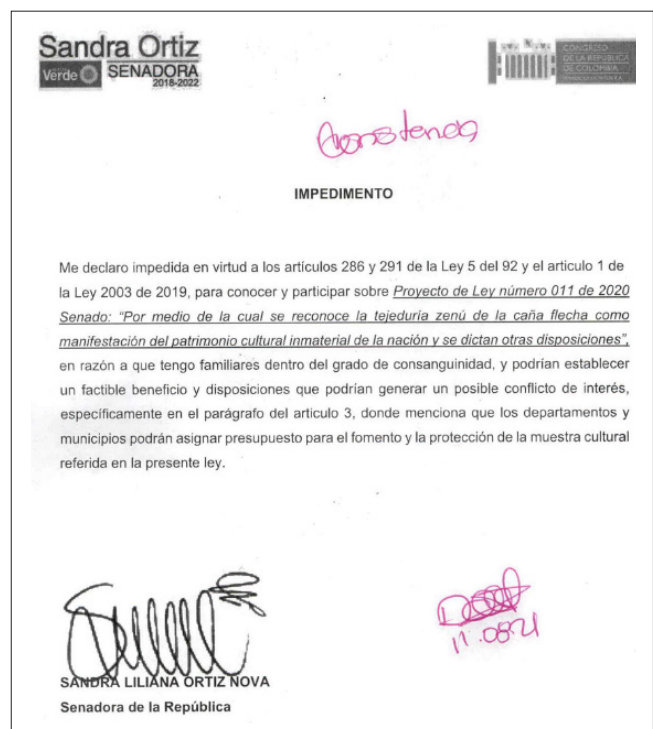 Sandra Ortiz
Verde SENADORA
2018-2022
CONGRESO
DE LA REPÚBLICA
DE COLOMBIA
Constancia
IMPEDIMENTO
Me declaro impedida en virtud a los artículos 286 y 291 de la Ley 5 del 92 y el articulo 1 de
la Ley 2003 de 2019, para conocer y participar sobre Proyecto de Ley número 011 de 2020
Senado: "Por medio de la cual se reconoce la tejeduría zenú de la caña flecha como
manifestación del patrimonio cultural inmaterial de la nación y se dictan otras disposiciones",
en razón a que tengo familiares dentro del grado de consanguinidad, y podrían establecer
un factible beneficio y disposiciones que podrían generar un posible conflicto de interés,
específicamente en el parágrafo del articulo 3, donde menciona que los departamentos y
municipios podrán asignar presupuesto para el fomento y la protección de la muestra cultural
referida en la presente ley.
11.08.21
SANDRA LILIANA ORTIZ NOVA
Senadora de la República